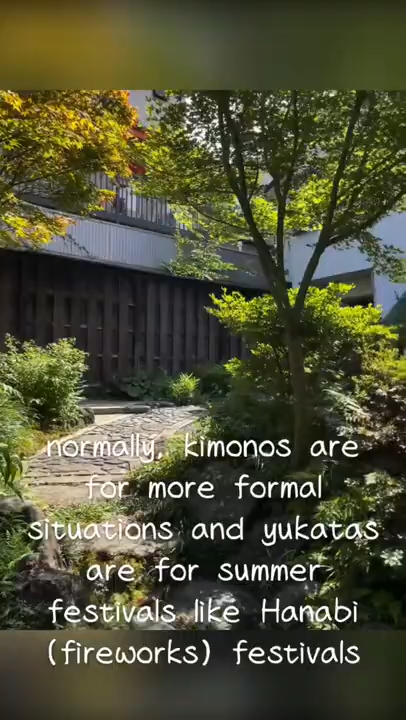 normally, kimonos are
for more formal
situations and yukatas
are for summer
festivals like Hanabi
(fireworks) festivals